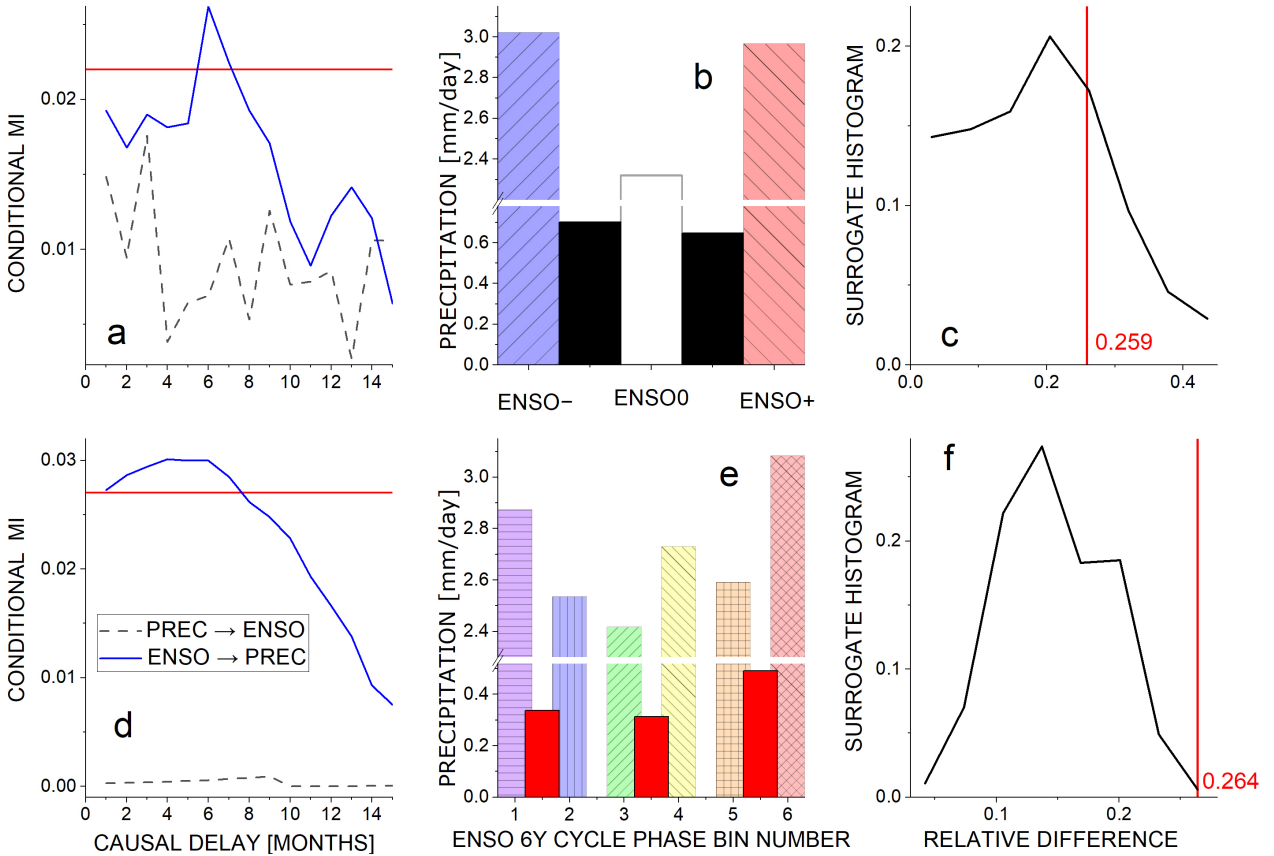 CONDITIONAL MI
0.02
0.01
a
0 2 4 6 8 10 12 14
PRECIPITATION [mm/day]
3.0
2.8
2.6
2.4
0.6
0.4
0.2
0.0
b
ENSO− ENSO0 ENSO+
SURROGATE HISTOGRAM
0.2
0.1
0.0
c
0.259
0.0 0.2 0.4
CONDITIONAL MI
0.03
0.02
0.01
0.00
PREC → ENSO
ENSO → PREC
d
0 2 4 6 8 10 12 14
CAUSAL DELAY [MONTHS]
PRECIPITATION [mm/day]
3.0
2.8
2.6
2.4
0.4
0.2
0.0
e
1 2 3 4 5 6
ENSO 6Y CYCLE PHASE BIN NUMBER
SURROGATE HISTOGRAM
0.2
0.1
0.0
f
0.264
0.1 0.2
RELATIVE DIFFERENCE